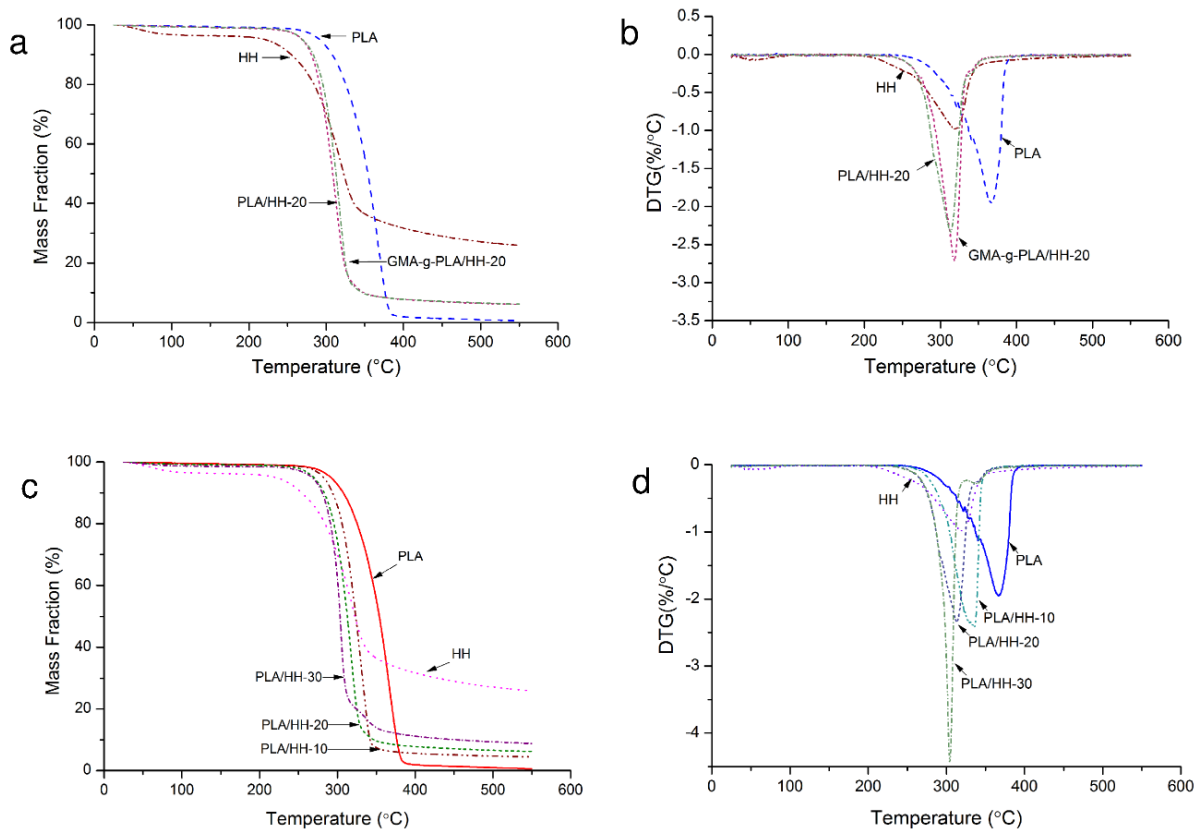 a
100
80
60
40
20
0
Mass Fraction (%)
PLA
HH
PLA/HH-20
GMA-g-PLA/HH-20
0 100 200 300 400 500 600
Temperature (°C)
b
0.0
-0.5
-1.0
-1.5
-2.0
-2.5
-3.0
-3.5
DTG(%/°C)
HH
PLA
PLA/HH-20
GMA-g-PLA/HH-20
0 100 200 300 400 500 600
Temperature (°C)
c
100
80
60
40
20
0
Mass Fraction (%)
PLA
HH
PLA/HH-30
PLA/HH-20
PLA/HH-10
0 100 200 300 400 500 600
Temperature (°C)
d
0
-1
-2
-3
-4
DTG(%/°C)
HH
PLA
PLA/HH-10
PLA/HH-20
PLA/HH-30
0 100 200 300 400 500 600
Temperature (°C)